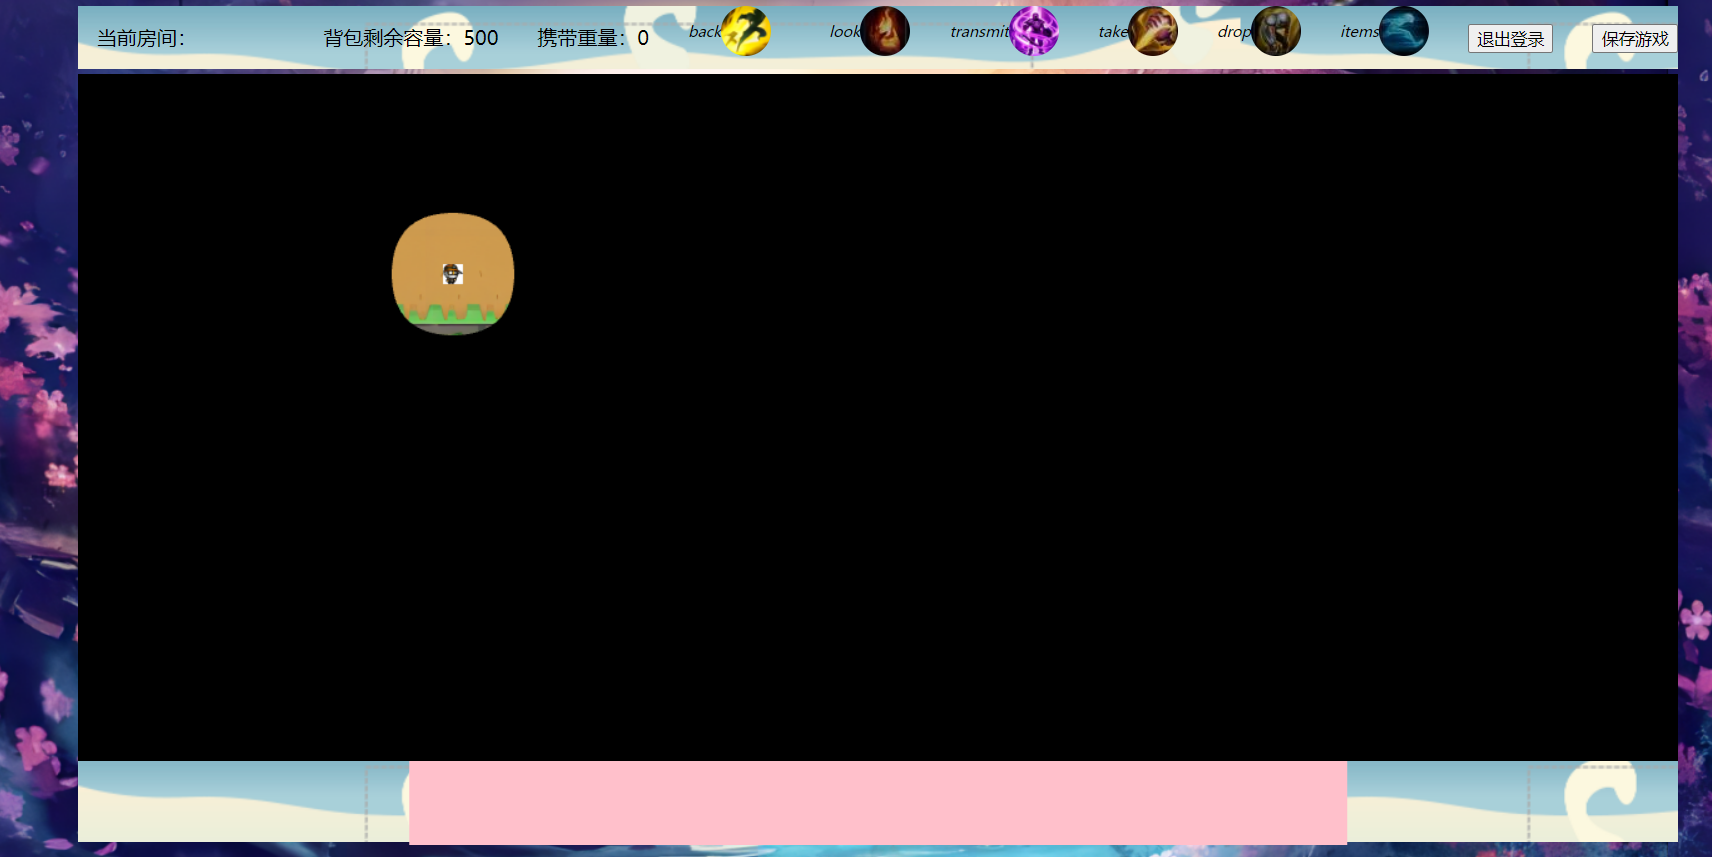 当前房间：
背包剩余容量：500
携带重量：0
back
look
transmit
take
drop
items
退出登录
保存游戏